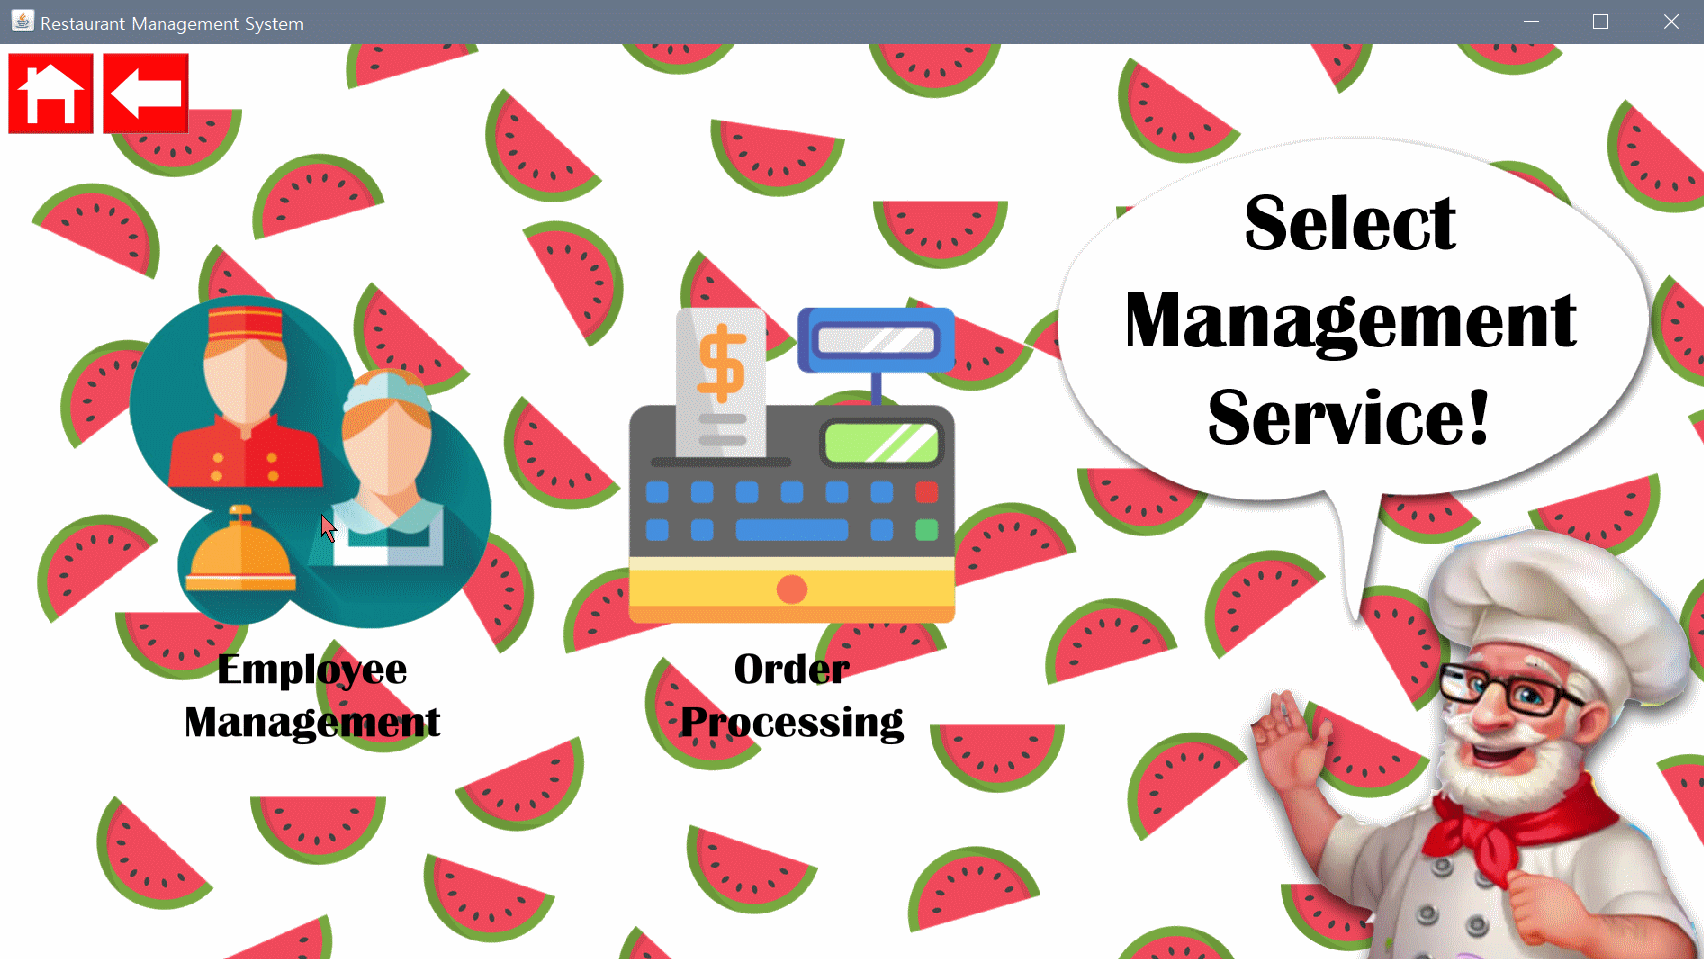 Restaurant Management System
Select
Management
Service!
$
Employee
Management
Order
Processing